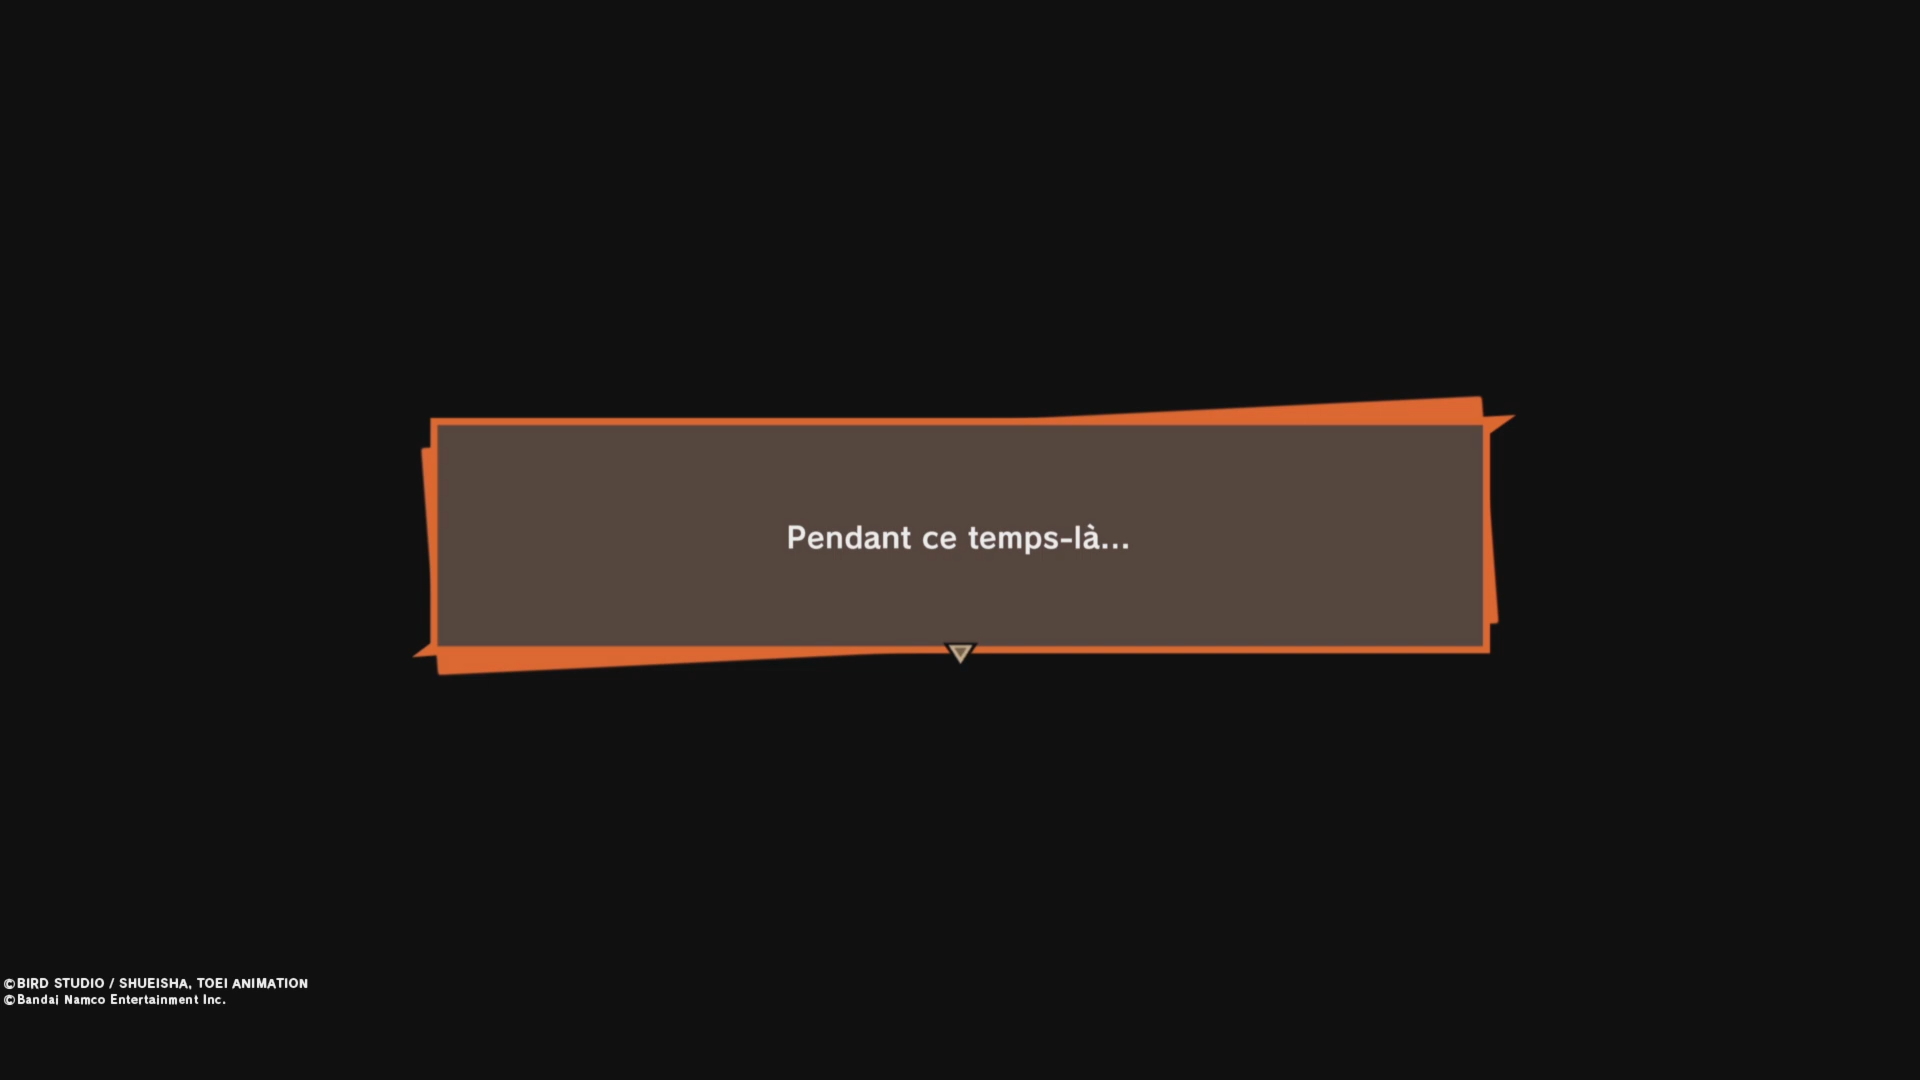 Pendant ce temps-là...
©BIRD STUDIO / SHUEISHA, TOEI ANIMATION
©Bandai Namco Entertainment Inc.